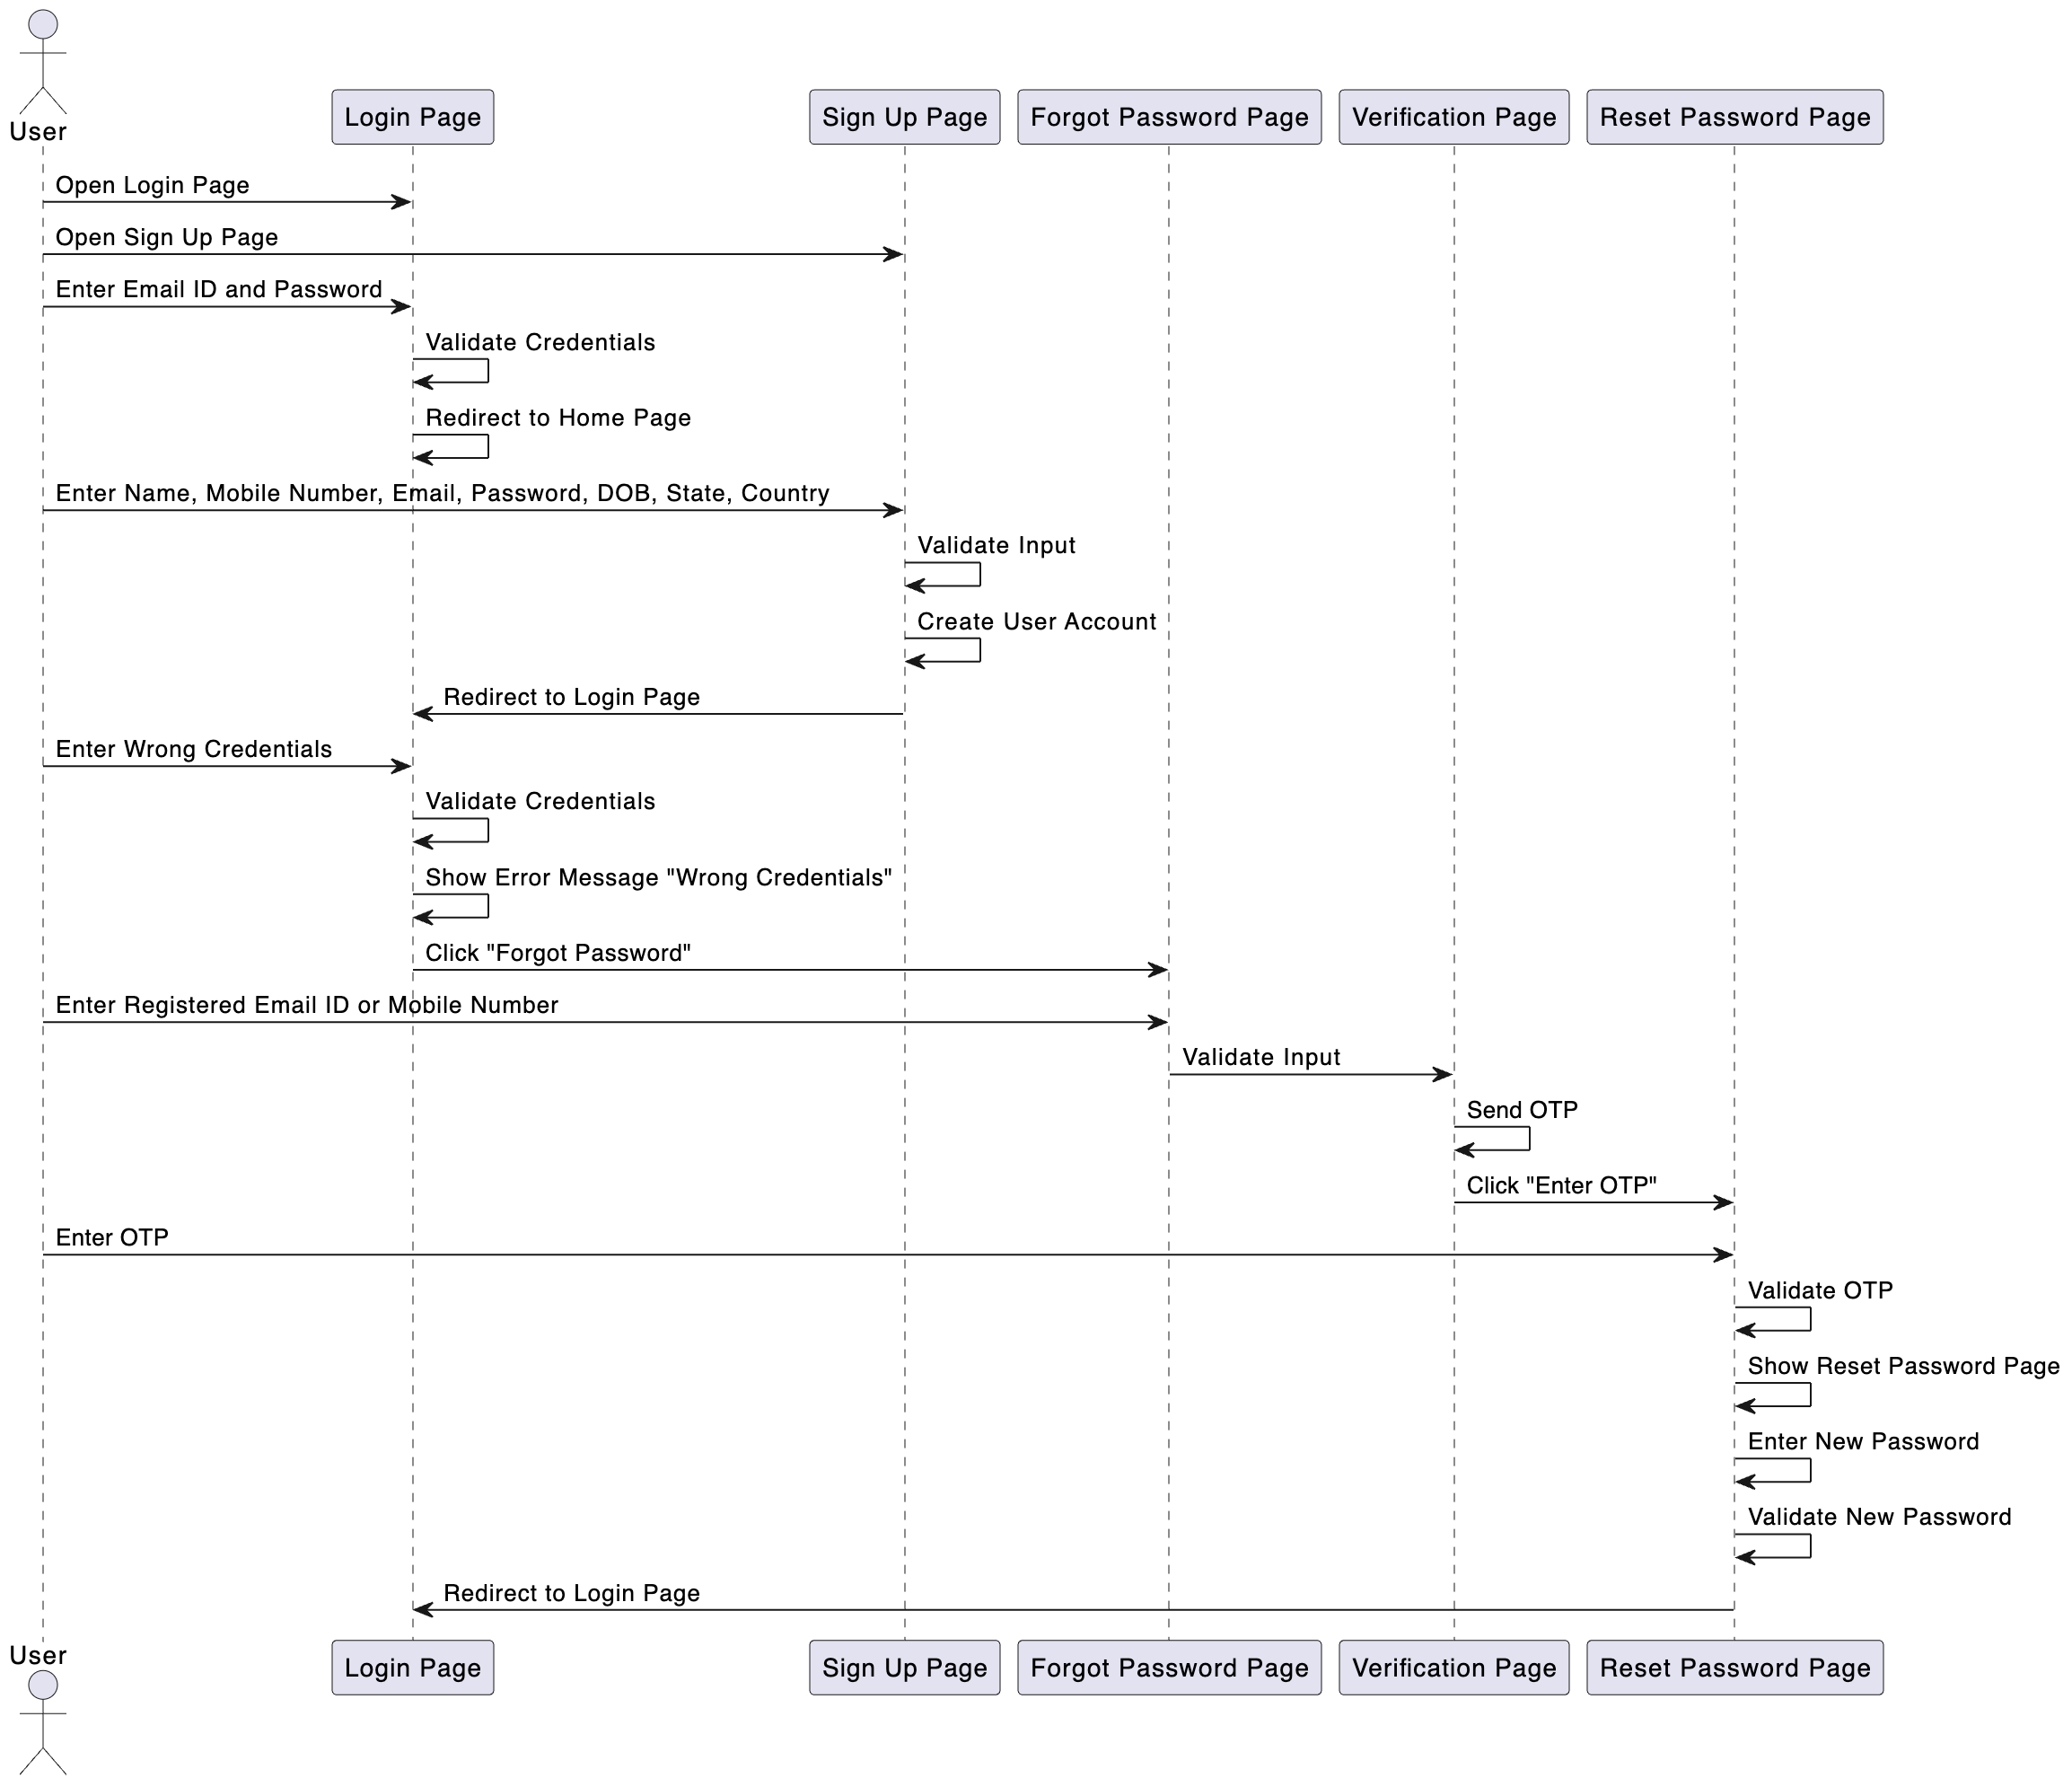 User
Login Page
Sign Up Page
Forgot Password Page
Verification Page
Reset Password Page
Open Login Page
Open Sign Up Page
Enter Email ID and Password
Validate Credentials
Redirect to Home Page
Enter Name, Mobile Number, Email, Password, DOB, State, Country
Validate Input
Create User Account
Redirect to Login Page
Enter Wrong Credentials
Validate Credentials
Show Error Message "Wrong Credentials"
Click "Forgot Password"
Enter Registered Email ID or Mobile Number
Validate Input
Send OTP
Click "Enter OTP"
Enter OTP
Validate OTP
Show Reset Password Page
Enter New Password
Validate New Password
Redirect to Login Page
User
Login Page
Sign Up Page
Forgot Password Page
Verification Page
Reset Password Page